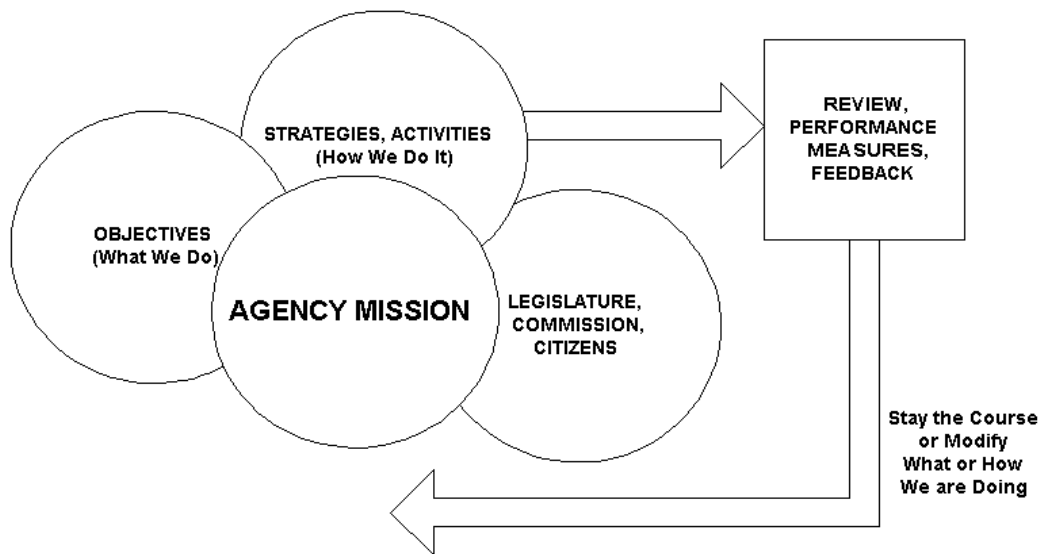 STRATEGIES, ACTIVITIES
(How We Do It)
REVIEW,
PERFORMANCE
MEASURES,
FEEDBACK
OBJECTIVES
(What We Do)
AGENCY MISSION
LEGISLATURE,
COMMISSION,
CITIZENS
Stay the Course
or Modify
What or How
We are Doing